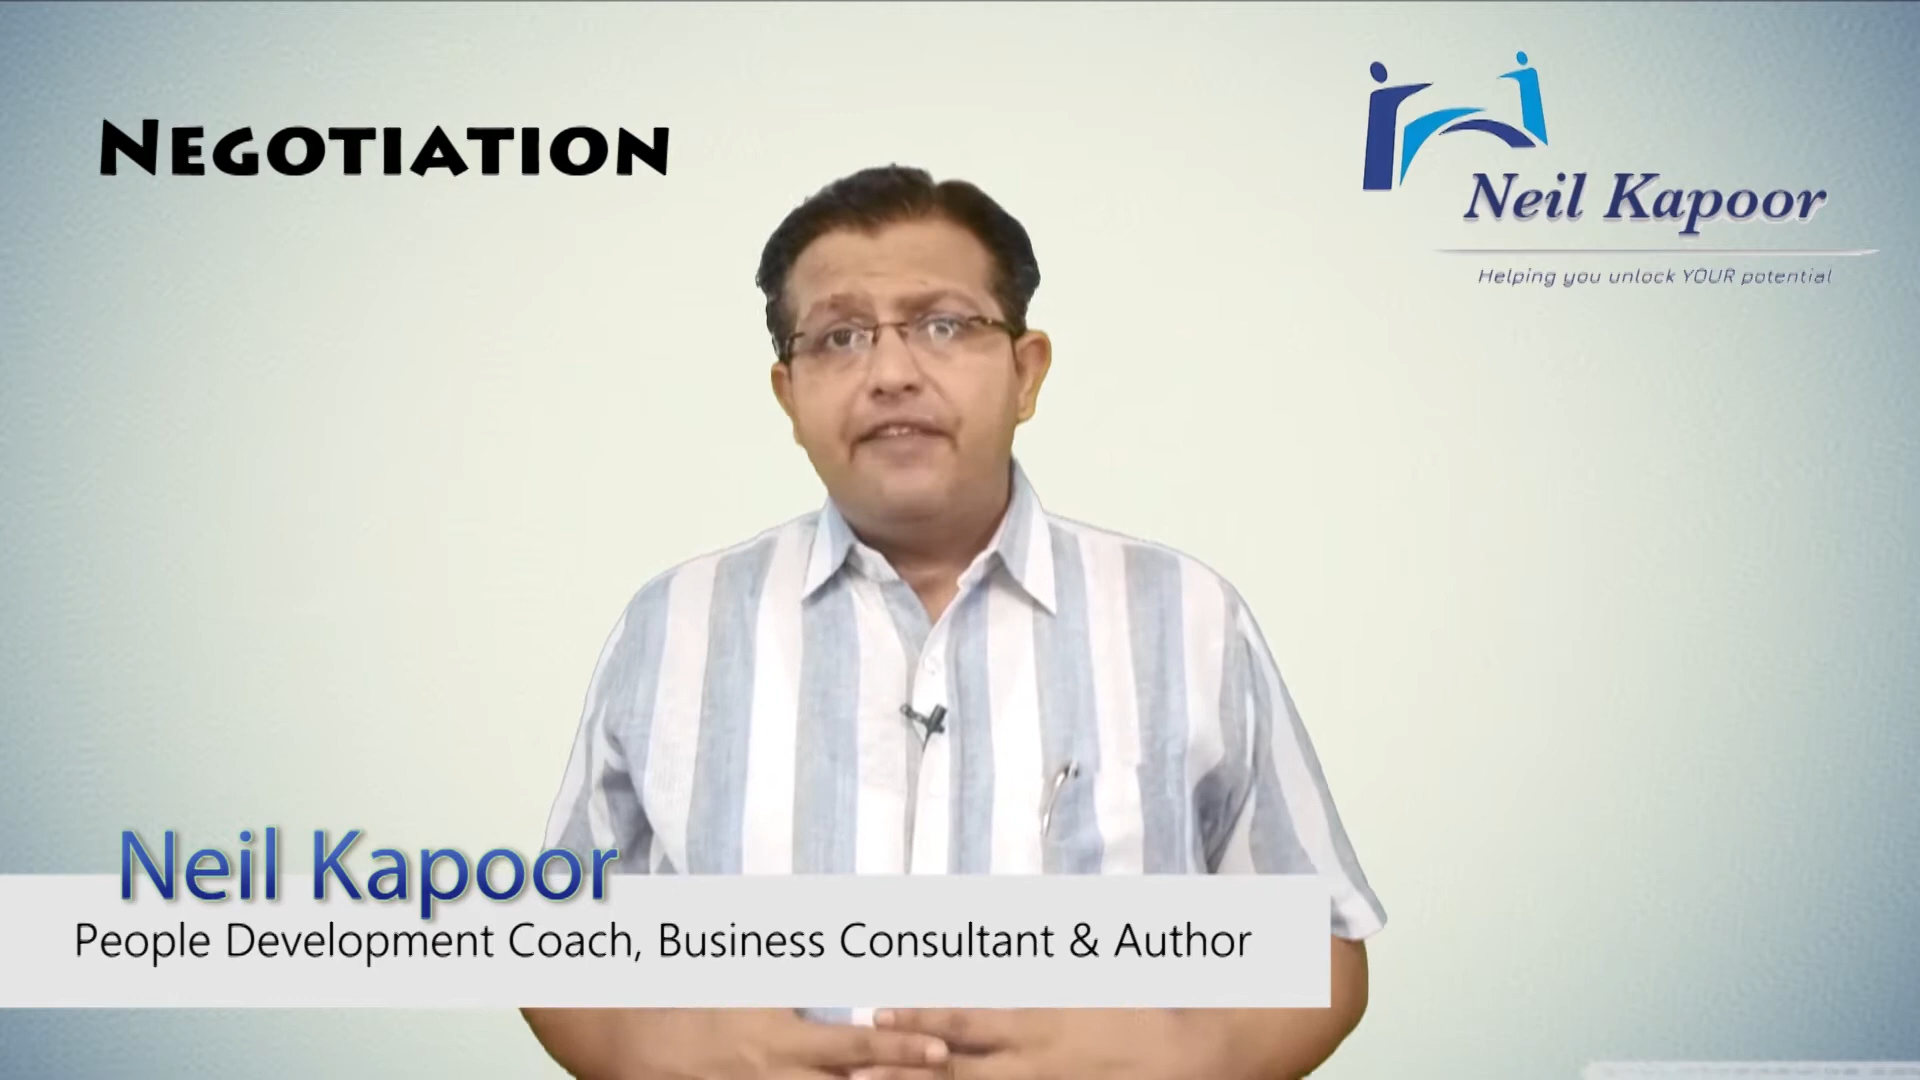 Negotiation
Neil Kapoor
Helping you unlock YOUR potential
Neil Kapoor
People Development Coach, Business Consultant & Author